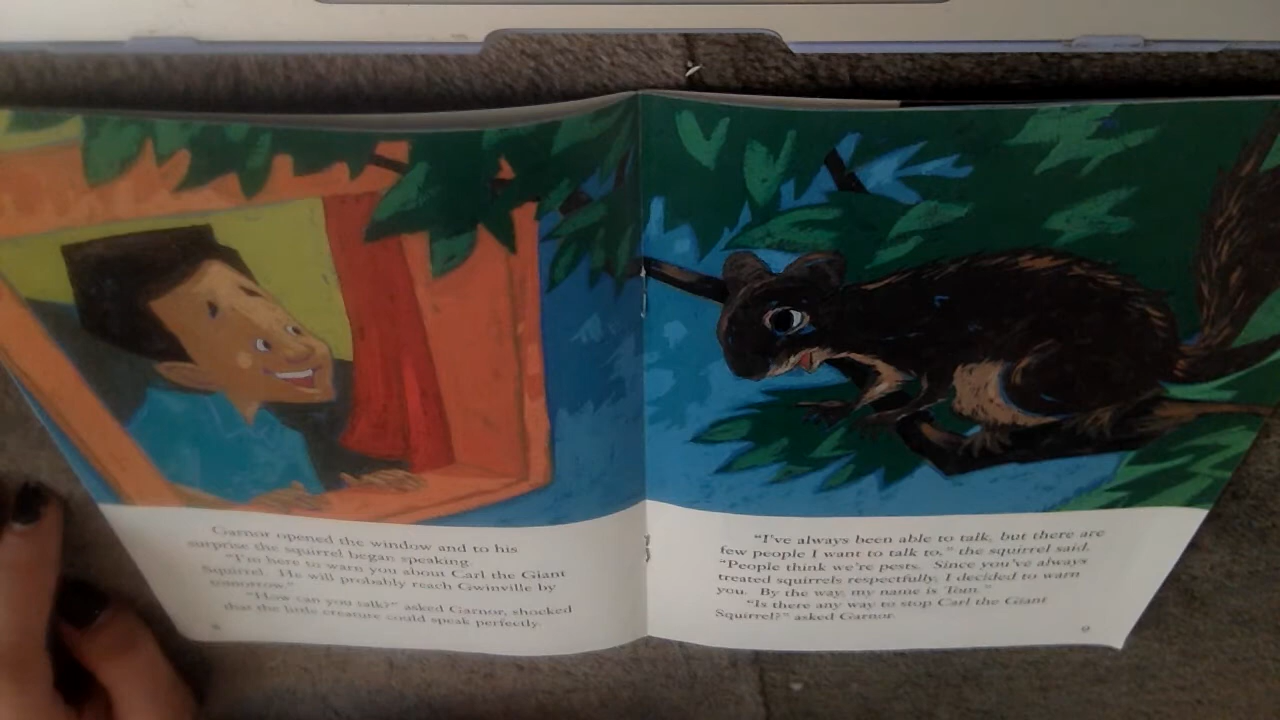 Garnor opened the window and to his
surprise the squirrel began speaking.
"I'm here to warn you about Carl the Giant
Squirrel. He will probably reach Gwinville by
tomorrow."
"How can you talk?" asked Garnor, shocked
that the little creature could speak perfectly.
8
"I've always been able to talk, but there are
few people I want to talk to," the squirrel said.
"People think we're pests. Since you've always
treated squirrels respectfully, I decided to warn
you. By the way, my name is Tom."
"Is there any way to stop Carl the Giant
Squirrel?" asked Garnor.
9